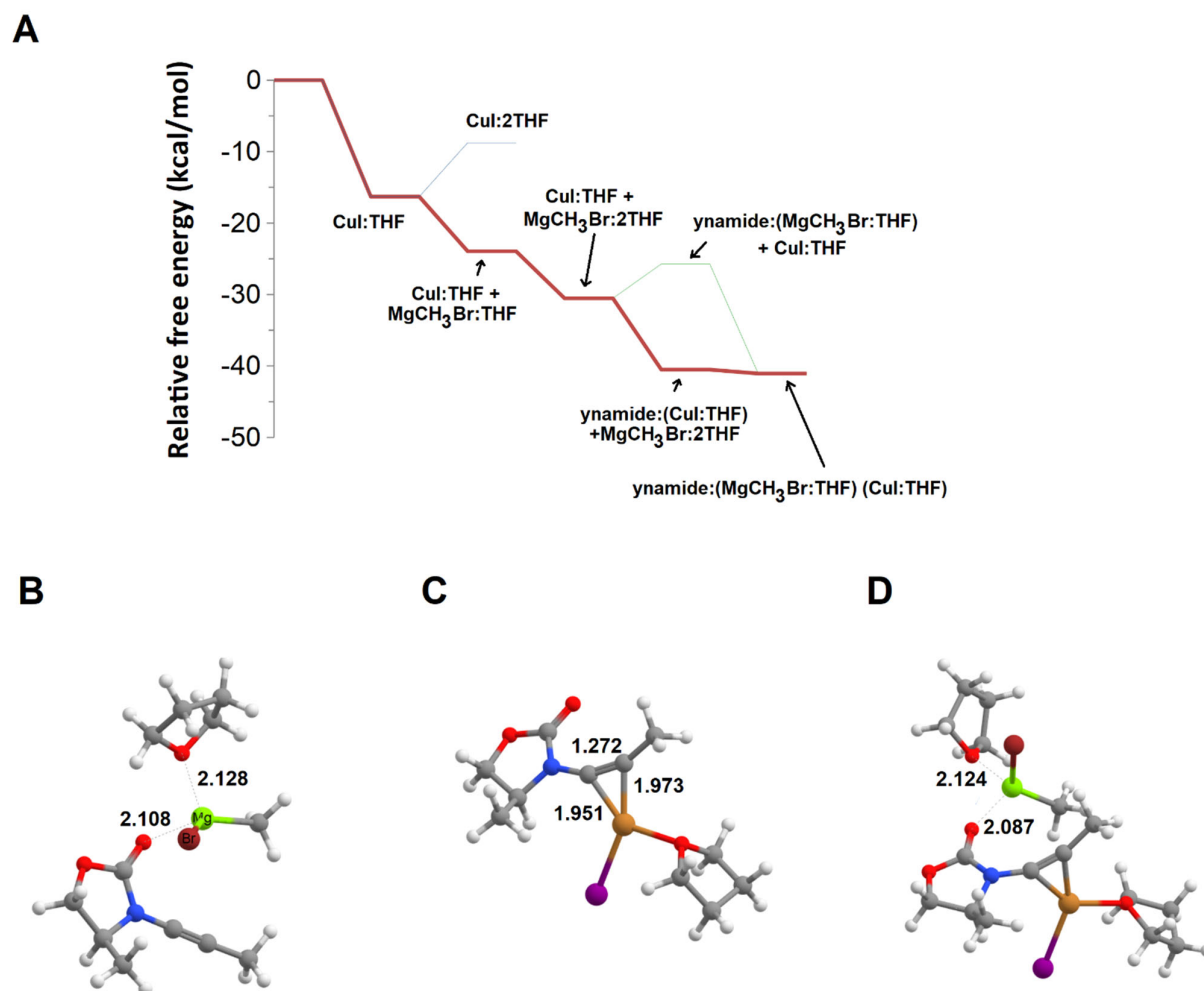 A
Relative free energy (kcal/mol)
0
-10
-20
-30
-40
-50
CuI:2THF
CuI:THF
CuI:THF +
MgCH3Br:THF
CuI:THF +
MgCH3Br:2THF
ynamide:(MgCH3Br:THF)
+ CuI:THF
ynamide:(CuI:THF)
+MgCH3Br:2THF
ynamide:(MgCH3Br:THF) (CuI:THF)
B
2.128
2.108
Mg
Br
C
1.272
1.973
1.951
D
2.124
2.087